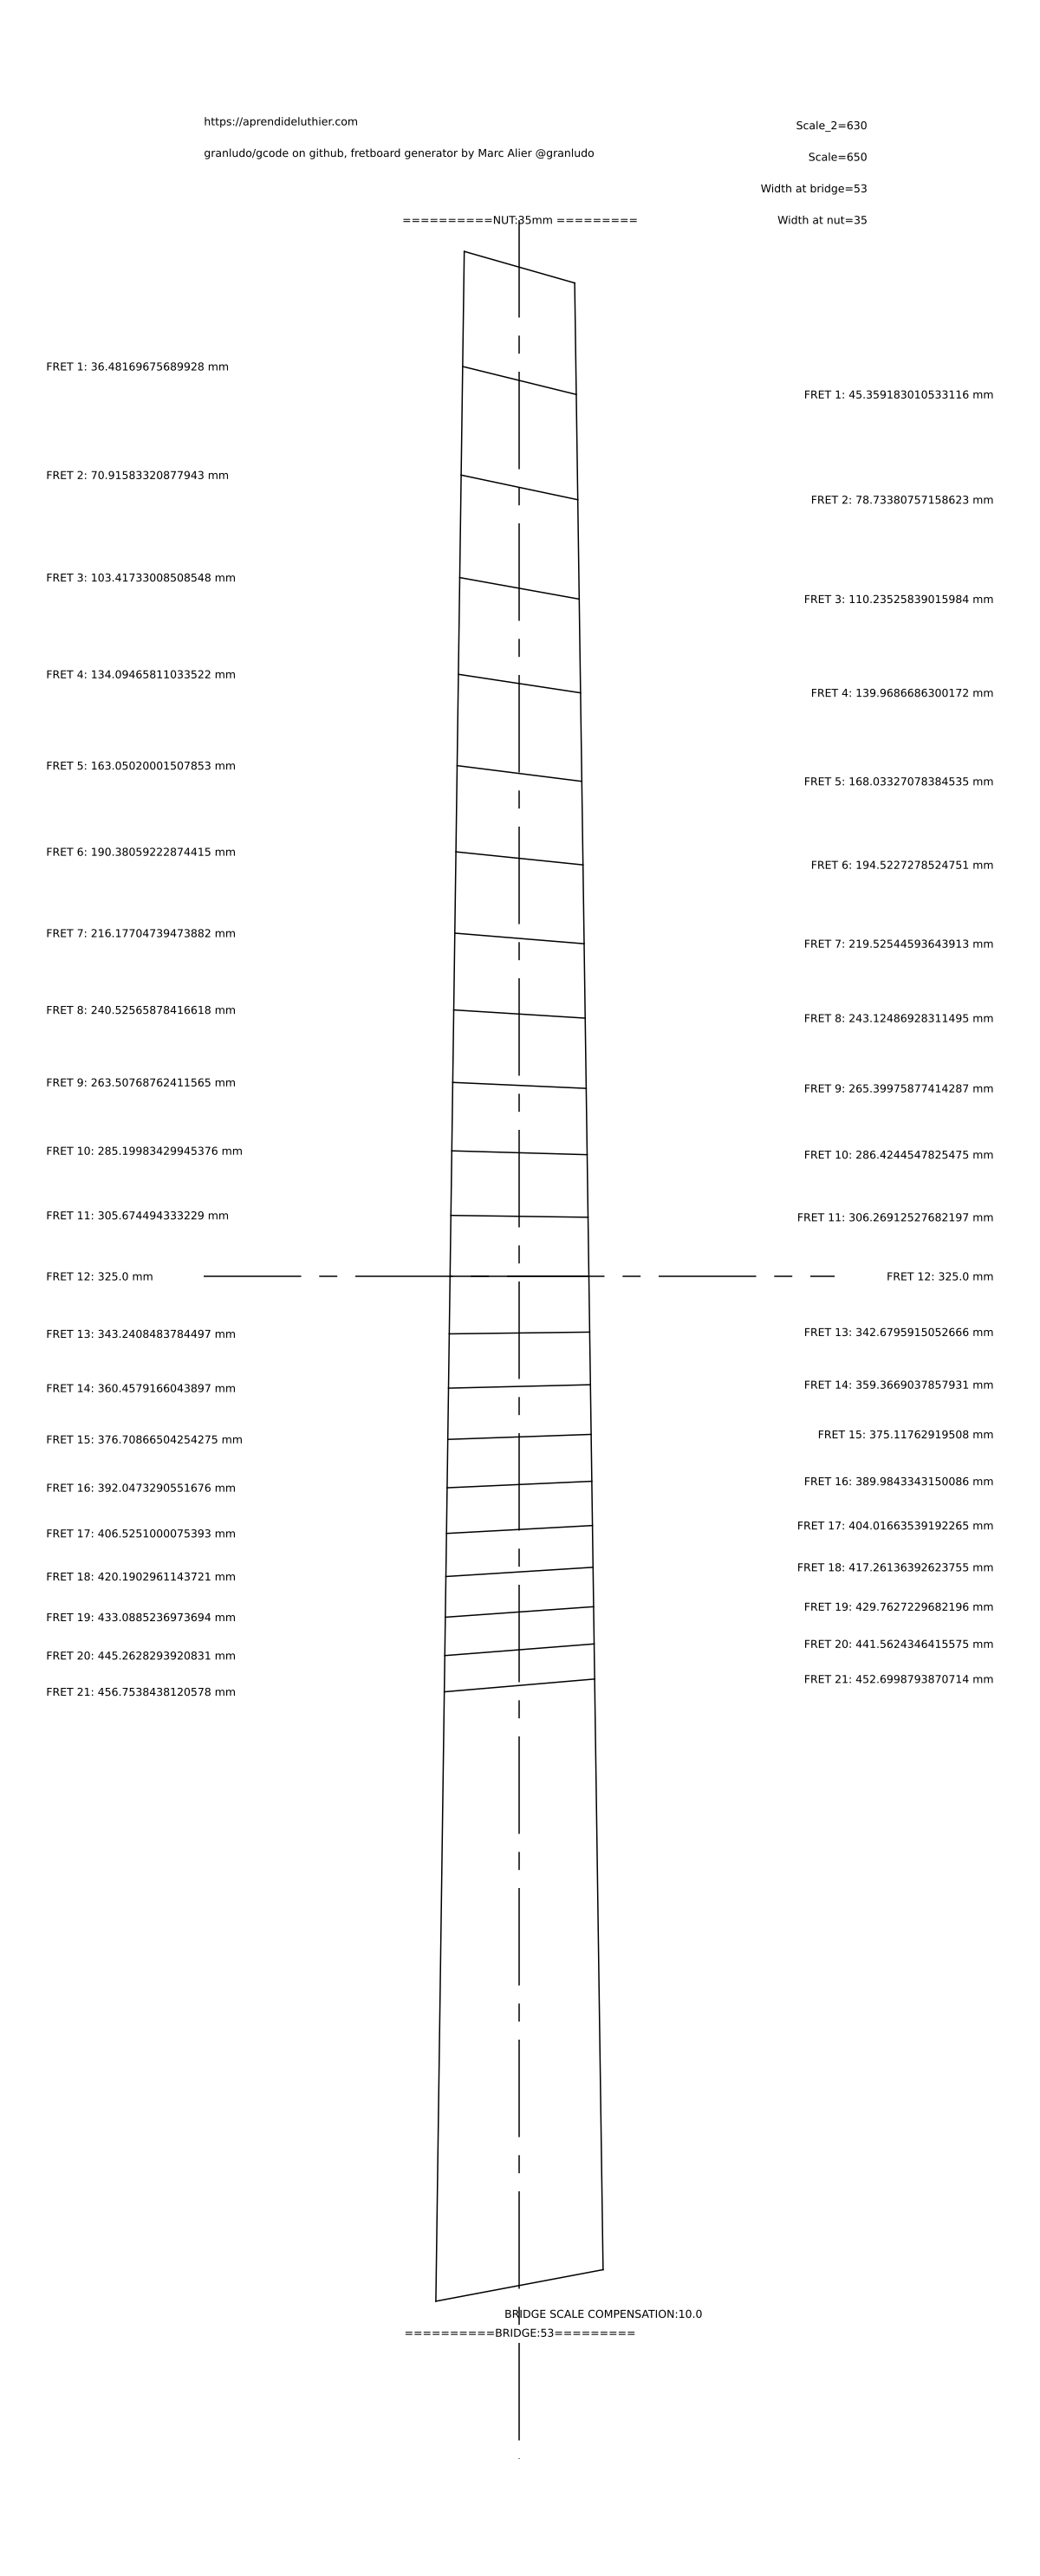 https://aprendideluthier.com
Scale_2=630
granludo/gcode on github, fretboard generator by Marc Alier @granludo
Scale=650
Width at bridge=53
==========NUT:35mm =========
Width at nut=35
FRET 1: 36.48169675689928 mm
FRET 1: 45.359183010533116 mm
FRET 2: 70.91583320877943 mm
FRET 2: 78.73380757158623 mm
FRET 3: 103.41733008508548 mm
FRET 3: 110.23525839015984 mm
FRET 4: 134.09465811033522 mm
FRET 4: 139.9686686300172 mm
FRET 5: 163.05020001507853 mm
FRET 5: 168.03327078384535 mm
FRET 6: 190.38059222874415 mm
FRET 6: 194.5227278524751 mm
FRET 7: 216.17704739473882 mm
FRET 7: 219.52544593643913 mm
FRET 8: 240.52565878416618 mm
FRET 8: 243.12486928311495 mm
FRET 9: 263.50768762411565 mm
FRET 9: 265.39975877414287 mm
FRET 10: 285.19983429945376 mm
FRET 10: 286.4244547825475 mm
FRET 11: 305.674494333229 mm
FRET 11: 306.26912527682197 mm
FRET 12: 325.0 mm
FRET 12: 325.0 mm
FRET 13: 343.2408483784497 mm
FRET 13: 342.6795915052666 mm
FRET 14: 360.4579166043897 mm
FRET 14: 359.3669037857931 mm
FRET 15: 376.70866504254275 mm
FRET 15: 375.11762919508 mm
FRET 16: 392.0473290551676 mm
FRET 16: 389.9843343150086 mm
FRET 17: 406.5251000075393 mm
FRET 17: 404.01663539192265 mm
FRET 18: 420.1902961143721 mm
FRET 18: 417.26136392623755 mm
FRET 19: 433.0885236973694 mm
FRET 19: 429.7627229682196 mm
FRET 20: 445.2628293920831 mm
FRET 20: 441.5624346415575 mm
FRET 21: 456.7538438120578 mm
FRET 21: 452.6998793870714 mm
BRIDGE SCALE COMPENSATION:10.0
==========BRIDGE:53=========